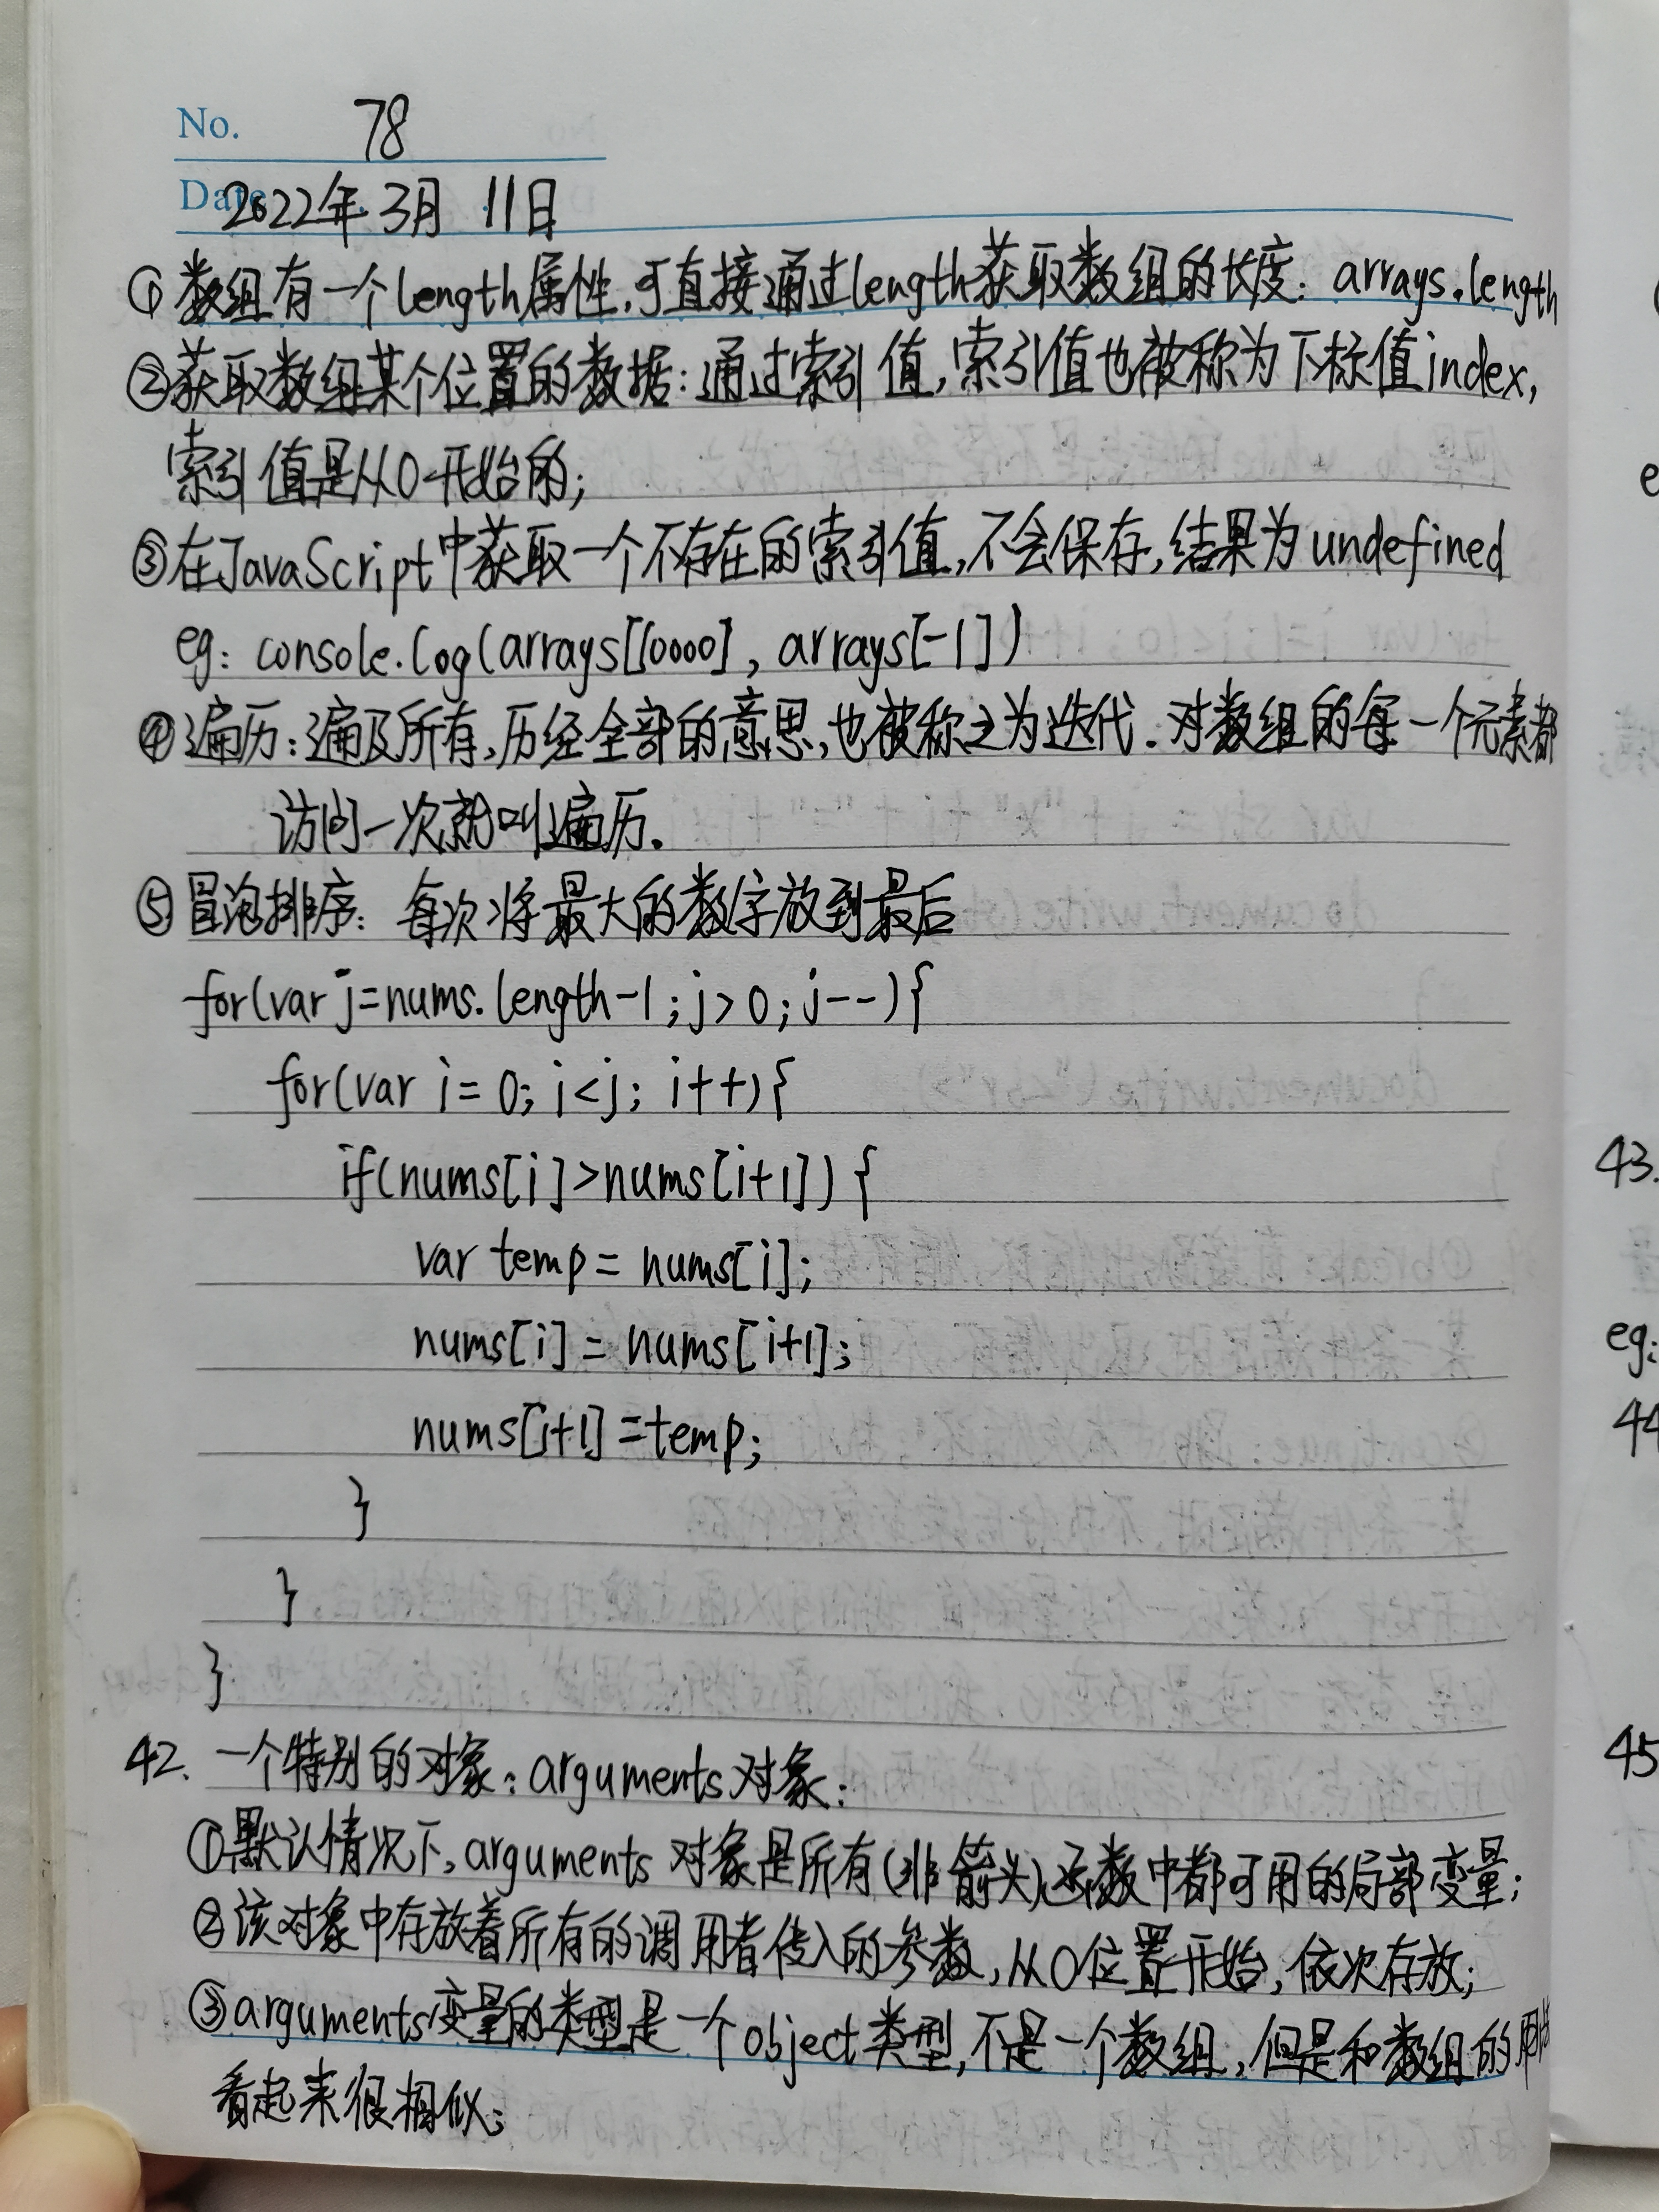 No. 78
Date 2022年3月11日
①数组有一个length属性,可直接通过length获取数组的长度: arrays.length
②获取数组某个位置的数据:通过索引值,索引值也被称为下标值index,
索引值是从0开始的;
③在JavaScript中获取一个不存在的索引值,不会保存,结果为undefined
eg: console.log(arrays[10000], arrays[-1])
④遍历:遍及所有,历经全部的意思,也被称之为迭代.对数组的每一个元素都
访问一次就叫遍历.
⑤冒泡排序: 每次将最大的数字放到最后
for(var j=nums.length-1;j>0;j--){
for(var i=0;i<j;i++){
if(nums[i]>nums[i+1]) {
var temp = nums[i];
nums[i] = nums[i+1];
nums[i+1]=temp;
}
}
}
42. 一个特别的对象:arguments对象:
①默认情况下,arguments对象是所有(非箭头)函数中都可用的局部变量;
②该对象中存放着所有的调用者传入的参数,从0位置开始,依次存放;
③arguments变量的类型是一个object类型,不是一个数组,但是和数组的用法
看起来很相似;
43.
eg:
44
45